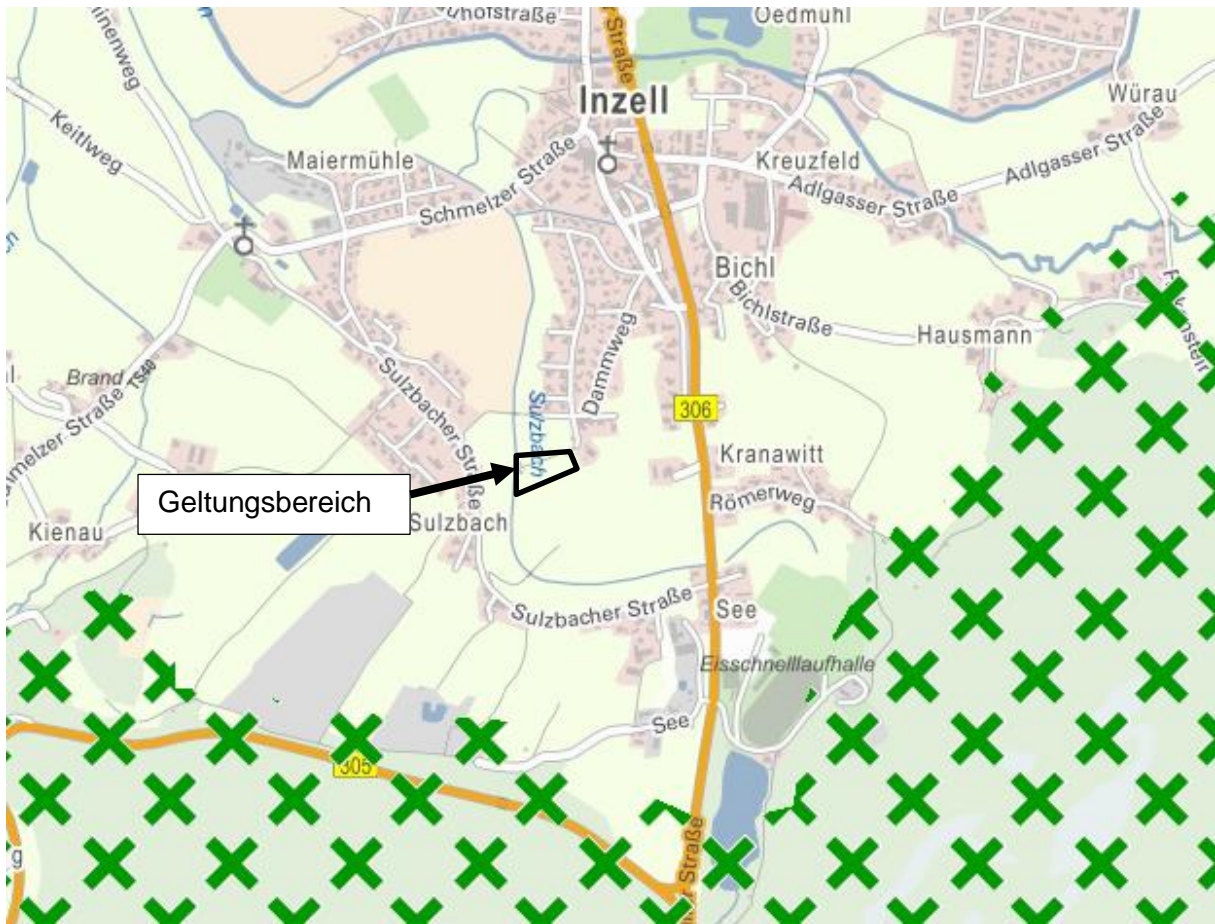 Oedmühl
Straße
Inzell
Würau
Keitlweg
Maiermühle
Schmelzer Straße
Kreuzfeld
Adlgasser Straße
Adlgasser Straße
Bichl
Bichlstraße
Hausmann
Dammweg
Sulzbach
Brand
TS40
Sulzbacher Straße
306
Kranawitt
Römerweg
Geltungsbereich
Kienau
Sulzbach
Sulzbacher Straße
See
Eisschnelllaufhalle
See
305
Straße
g